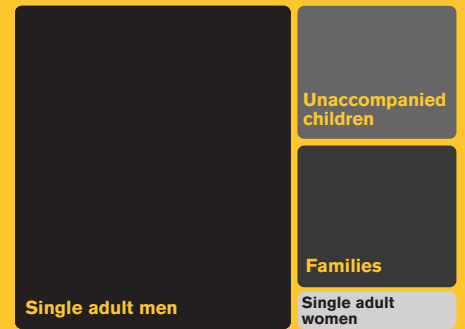 Unaccompanied
children
Families
Single adult men
Single adult
women